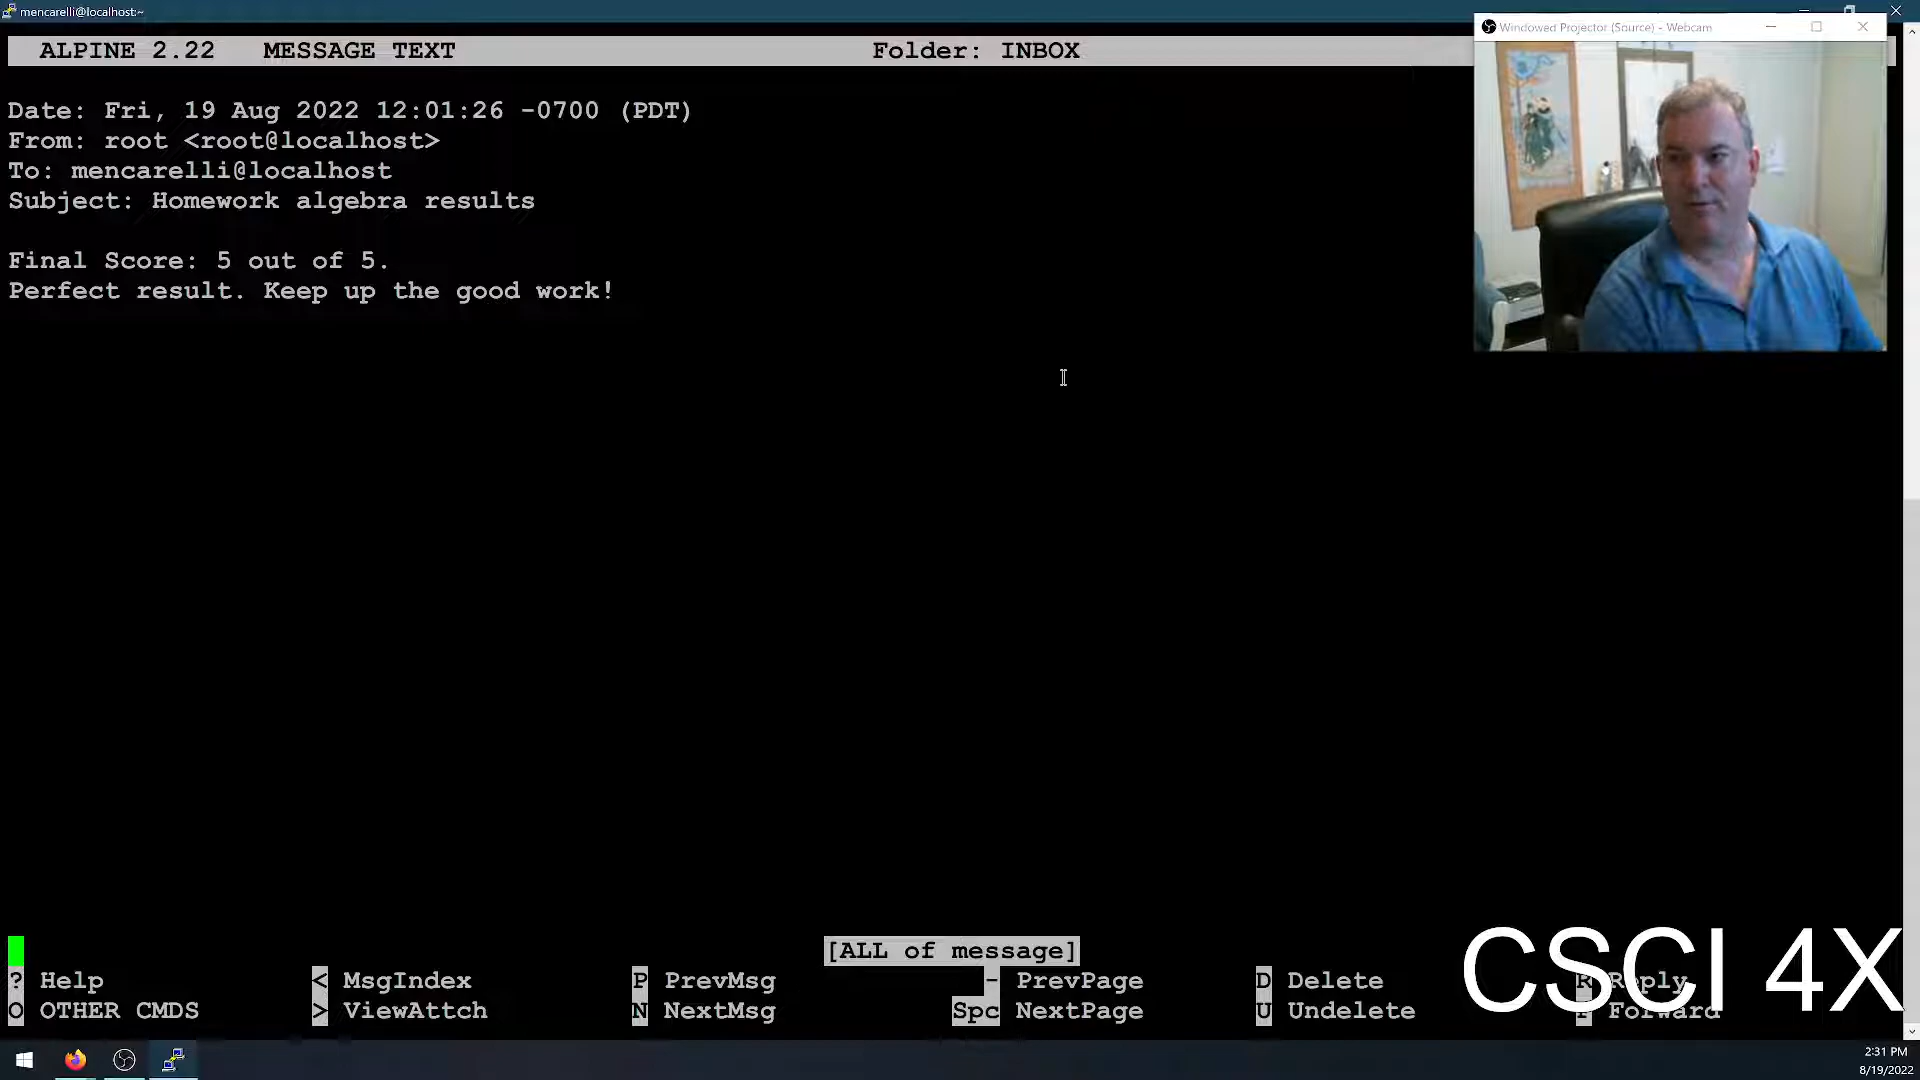 mencarelli@localhost:~
Windowed Projector (Source) - Webcam
ALPINE 2.22 MESSAGE TEXT Folder: INBOX
Date: Fri, 19 Aug 2022 12:01:26 -0700 (PDT)
From: root <root@localhost>
To: mencarelli@localhost
Subject: Homework algebra results
Final Score: 5 out of 5.
Perfect result. Keep up the good work!
[ALL of message]
? Help < MsgIndex P PrevMsg - PrevPage D Delete R Reply
O OTHER CMDS > ViewAttch N NextMsg Spc NextPage U Undelete F Forward
CSCI 4X
2:31 PM
8/19/2022